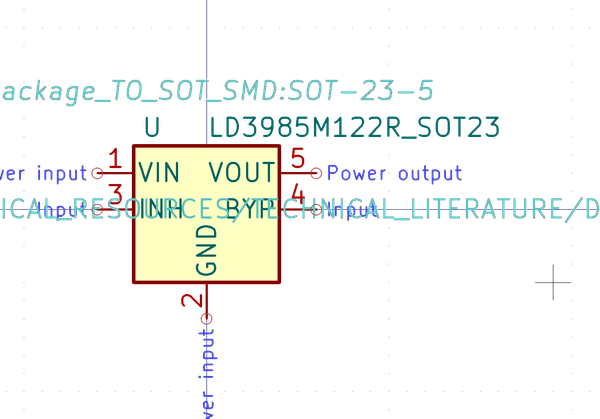 ackage_TO_SOT_SMD:SOT-23-5
U LD3985M122R_SOT23
wer input 1 VIN VOUT 5 Power output
ICAL_RESOURCES/TECHNICAL_LITERATURE/D
Input 3 INH BYP 4 Input
GND
2
wer input